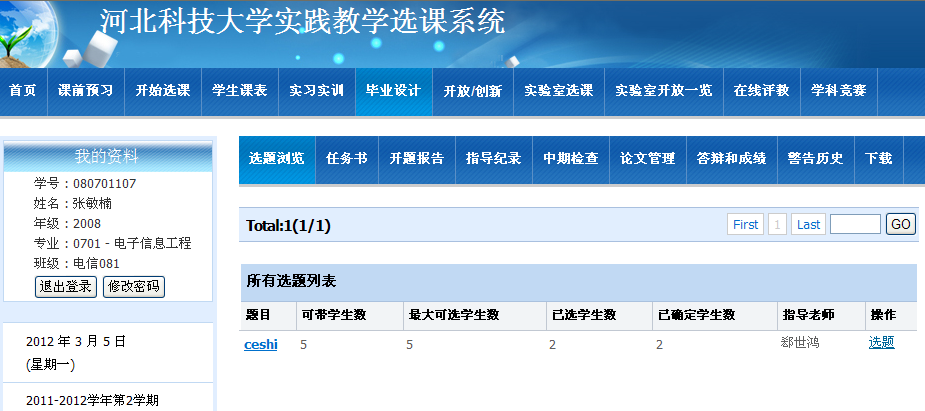 河北科技大学实践教学选课系统
首页 课前预习 开始选课 学生课表 实习实训 毕业设计 开放/创新 实验室选课 实验室开放一览 在线评教 学科竞赛
我的资料
学号：080701107
姓名：张敏楠
年级：2008
专业：0701 - 电子信息工程
班级：电信081
退出登录 修改密码
2012 年 3 月 5 日
(星期一)
2011-2012学年第2学期
选题浏览 任务书 开题报告 指导纪录 中期检查 论文管理 答辩和成绩 警告历史 下载
Total:1(1/1) First 1 Last GO
所有选题列表
题目 可带学生数 最大可选学生数 已选学生数 已确定学生数 指导老师 操作
ceshi 5 5 2 2 郄世鸿 选题